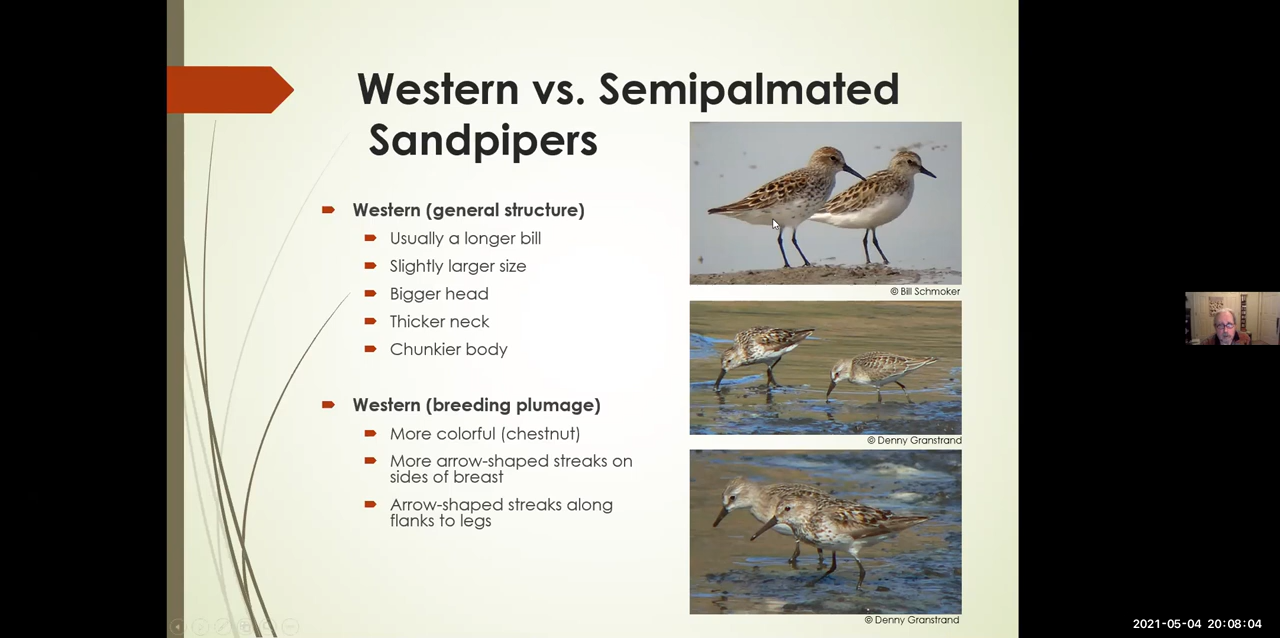 Western vs. Semipalmated
Sandpipers
Western (general structure)
Usually a longer bill
Slightly larger size
Bigger head
Thicker neck
Chunkier body
Western (breeding plumage)
More colorful (chestnut)
More arrow-shaped streaks on
sides of breast
Arrow-shaped streaks along
flanks to legs
© Bill Schmoker
© Denny Granstrand
© Denny Granstrand
2021-05-04 20:08:04